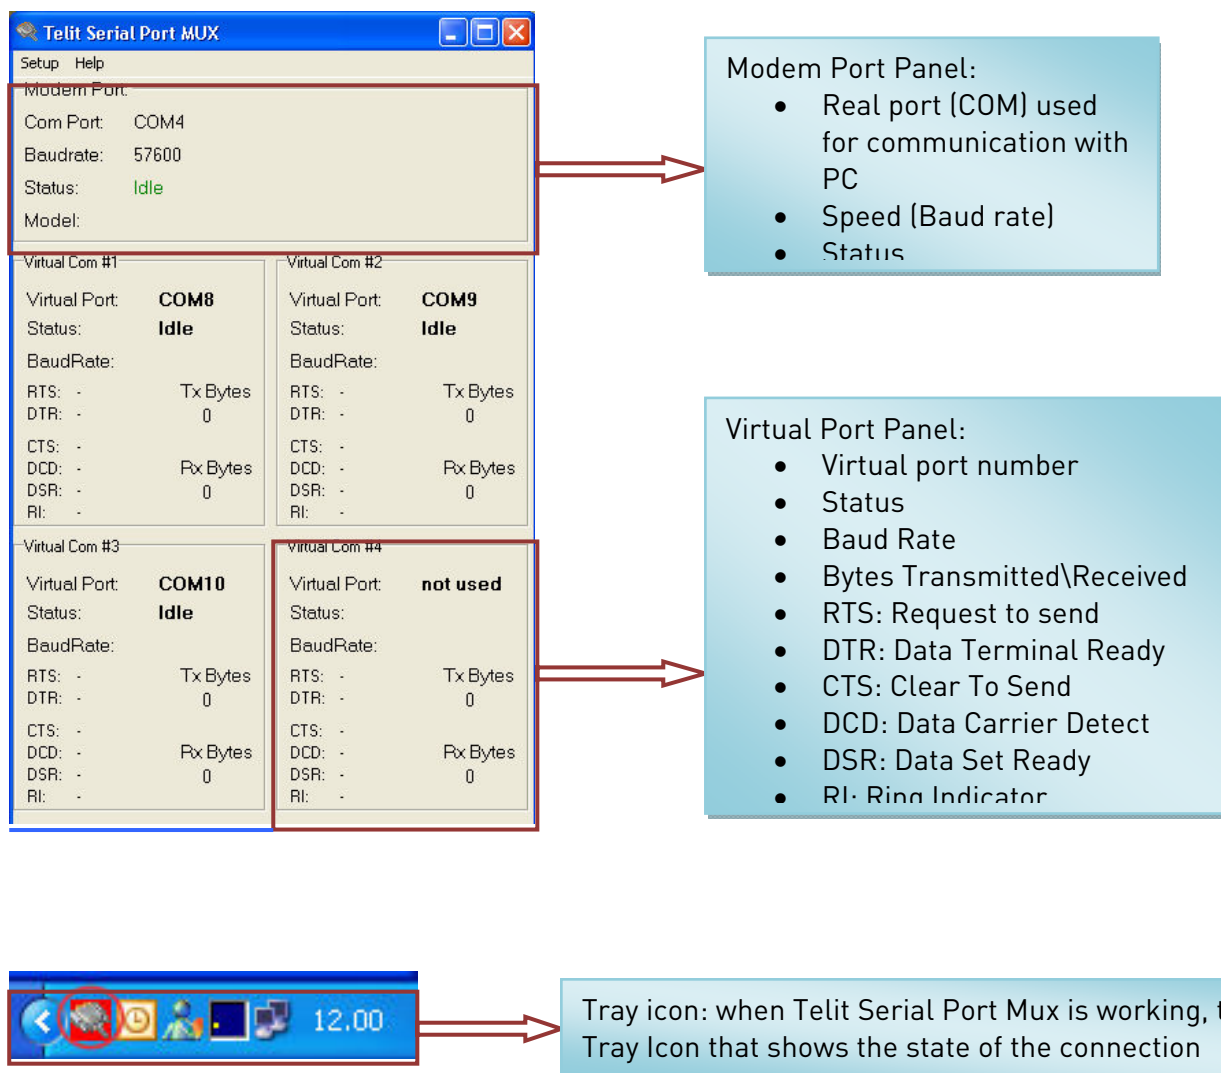 Telit Serial Port MUX
Setup Help
Modem Port:
Com Port: COM4
Baudrate: 57600
Status: Idle
Model:
Virtual Com #1
Virtual Port: COM8
Status: Idle
BaudRate:
RTS: - Tx Bytes
DTR: - 0
CTS: -
DCD: - Rx Bytes
DSR: - 0
RI: -
Virtual Com #2
Virtual Port: COM9
Status: Idle
BaudRate:
RTS: - Tx Bytes
DTR: - 0
CTS: -
DCD: - Rx Bytes
DSR: - 0
RI: -
Virtual Com #3
Virtual Port: COM10
Status: Idle
BaudRate:
RTS: - Tx Bytes
DTR: - 0
CTS: -
DCD: - Rx Bytes
DSR: - 0
RI: -
Virtual Com #4
Virtual Port: not used
Status:
BaudRate:
RTS: - Tx Bytes
DTR: - 0
CTS: -
DCD: - Rx Bytes
DSR: - 0
RI: -
Modem Port Panel:
• Real port (COM) used
for communication with
PC
• Speed (Baud rate)
• Status
Virtual Port Panel:
• Virtual port number
• Status
• Baud Rate
• Bytes Transmitted\Received
• RTS: Request to send
• DTR: Data Terminal Ready
• CTS: Clear To Send
• DCD: Data Carrier Detect
• DSR: Data Set Ready
• RI: Ring Indicator
12.00
Tray icon: when Telit Serial Port Mux is working,
Tray Icon that shows the state of the connection